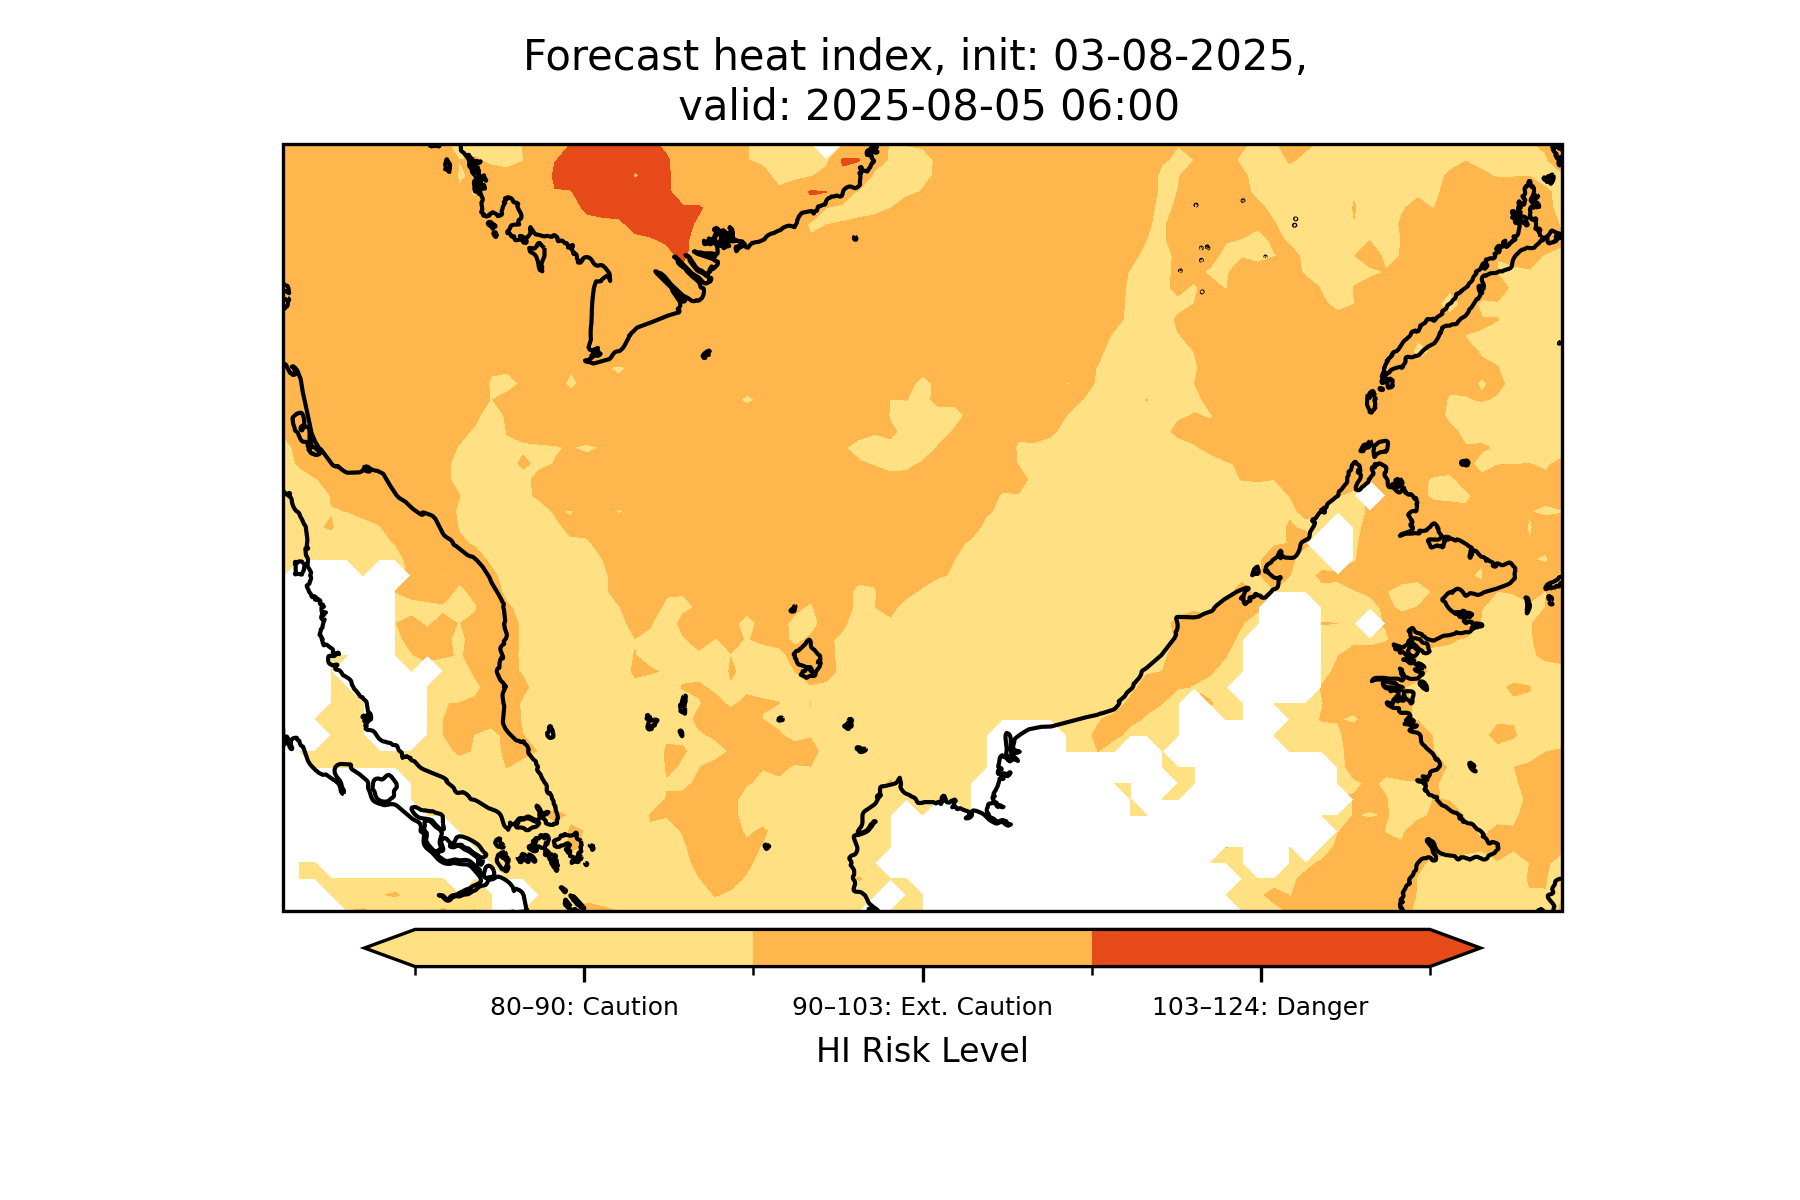 Forecast heat index, init: 03-08-2025,
valid: 2025-08-05 06:00
80–90: Caution
90–103: Ext. Caution
103–124: Danger
HI Risk Level